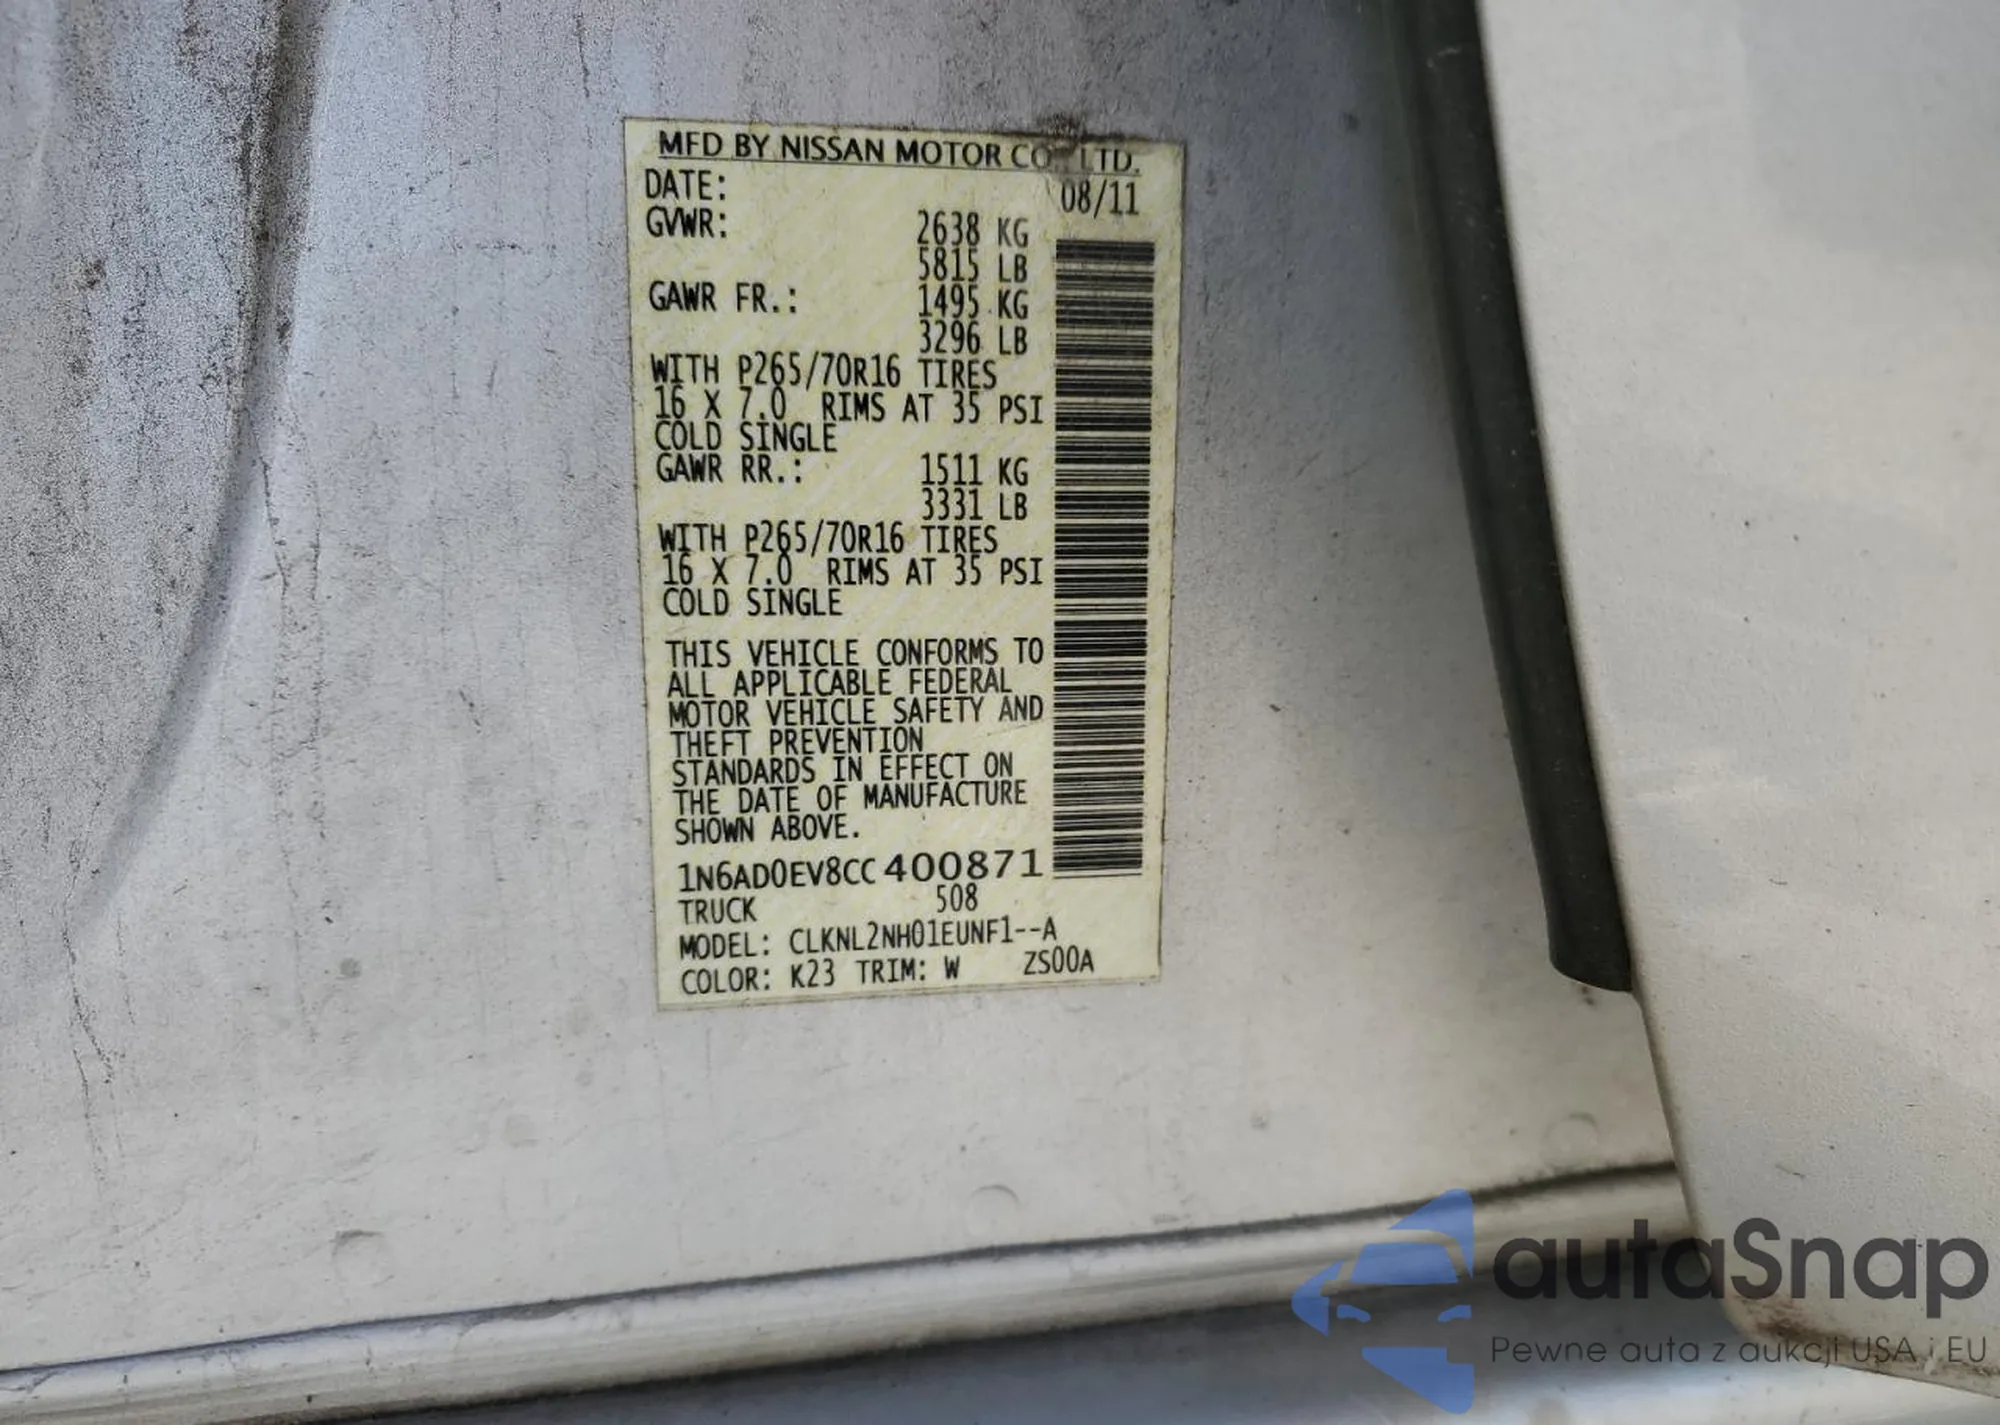 MFD BY NISSAN MOTOR CO., LTD.
DATE: 08/11
GVWR: 2638 KG
5815 LB
GAWR FR.: 1495 KG
3296 LB
WITH P265/70R16 TIRES
16 X 7.0 RIMS AT 35 PSI
COLD SINGLE
GAWR RR.: 1511 KG
3331 LB
WITH P265/70R16 TIRES
16 X 7.0 RIMS AT 35 PSI
COLD SINGLE
THIS VEHICLE CONFORMS TO
ALL APPLICABLE FEDERAL
MOTOR VEHICLE SAFETY AND
THEFT PREVENTION
STANDARDS IN EFFECT ON
THE DATE OF MANUFACTURE
SHOWN ABOVE.
1N6AD0EV8CC400871
TRUCK 508
MODEL: CLKNL2NH01EUNF1--A
COLOR: K23 TRIM: W ZS00A
autaSnap
Pewne auta z aukcji USA i EU